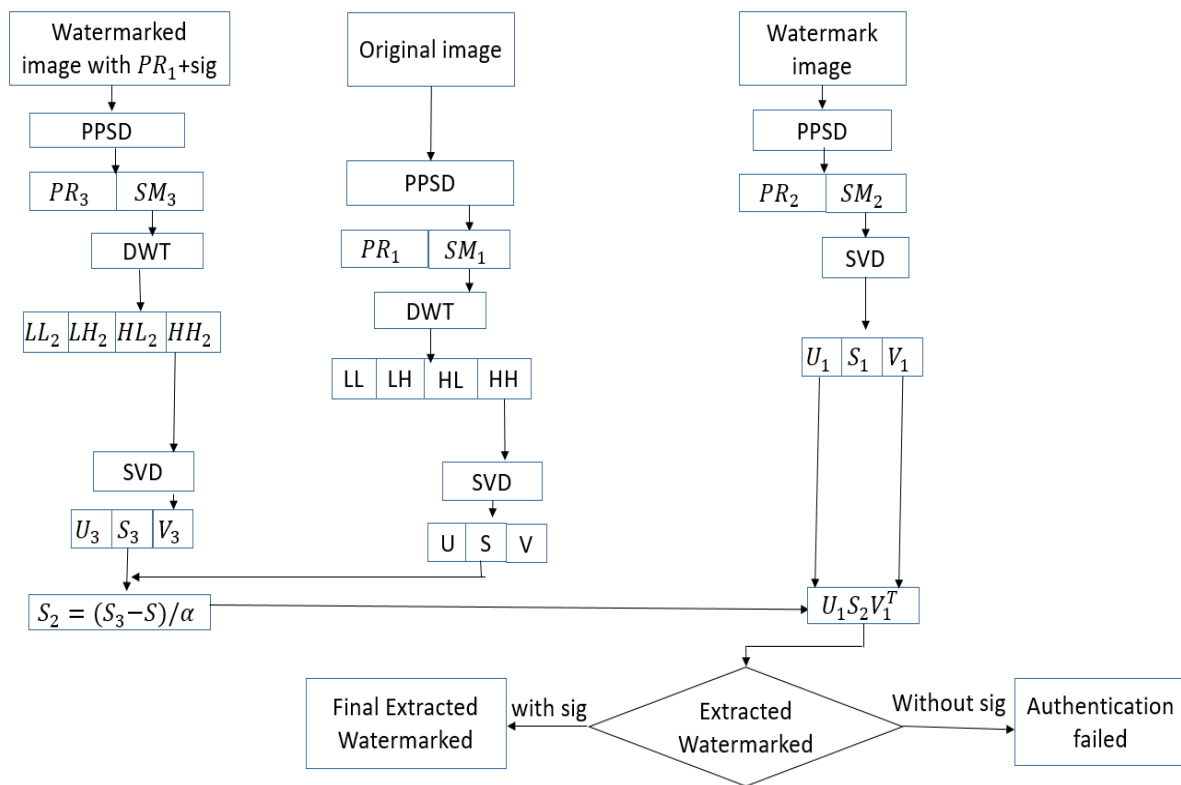 Watermarked
image with PR₁+sig
PPSD
PR₃ SM₃
DWT
LL₂ LH₂ HL₂ HH₂
SVD
U₃ S₃ V₃
S₂ = (S₃−S)/α
Original image
PPSD
PR₁ SM₁
DWT
LL LH HL HH
SVD
U S V
Watermark
image
PPSD
PR₂ SM₂
SVD
U₁ S₁ V₁
U₁S₂V₁ᵀ
Final Extracted
Watermarked
with sig
Extracted
Watermarked
Without sig
Authentication
failed